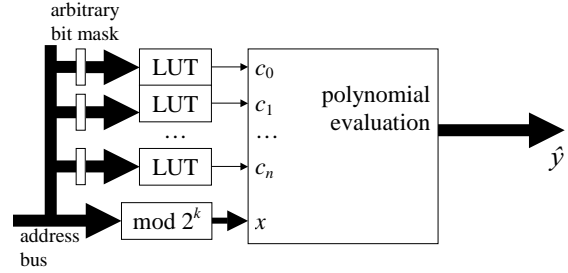 arbitrary
bit mask
LUT
c₀
LUT
c₁
polynomial
evaluation
...
...
LUT
cₙ
ŷ
mod 2ᵏ
x
address
bus